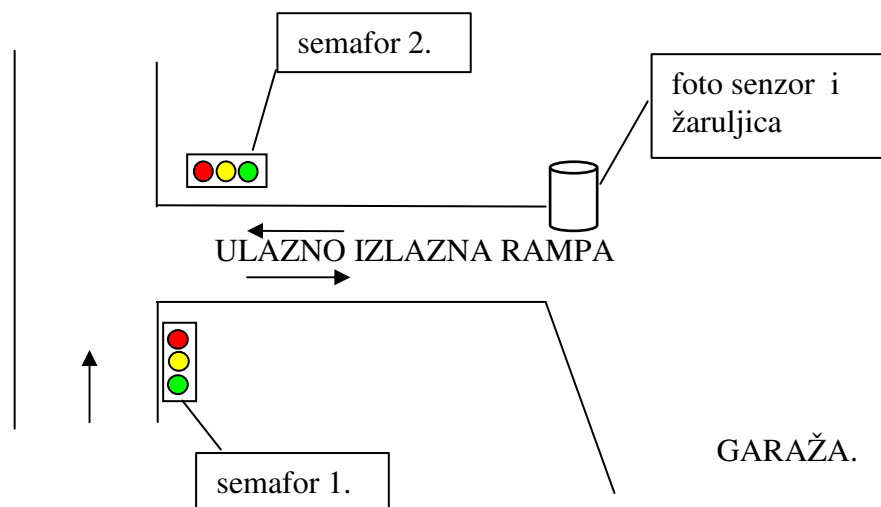 semafor 2.
foto senzor i
žaruljica
ULAZNO IZLAZNA RAMPA
GARAŽA.
semafor 1.